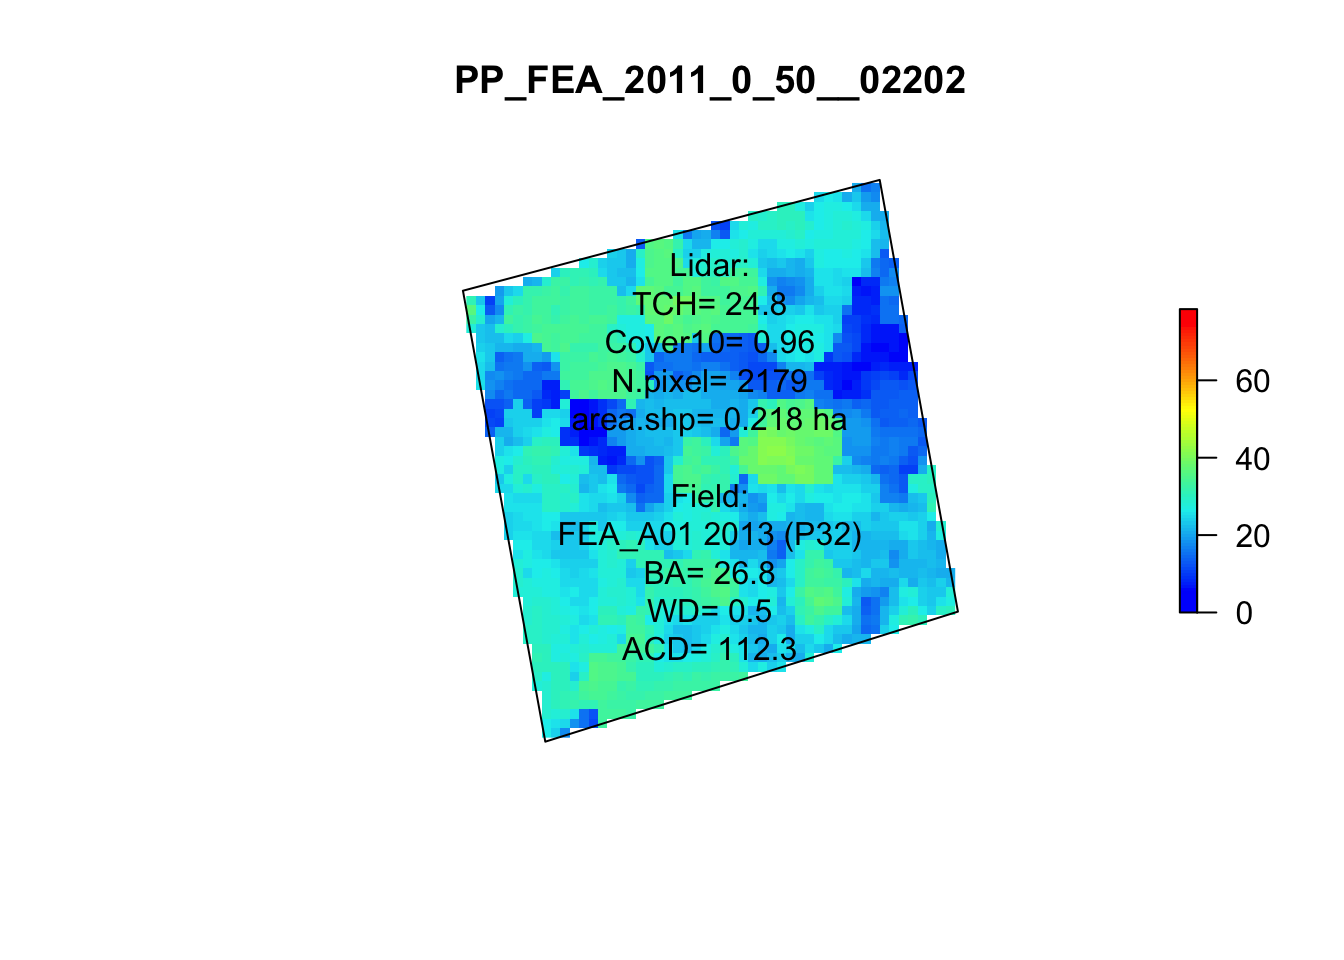 PP_FEA_2011_0_50__02202
Lidar:
TCH= 24.8
Cover10= 0.96
N.pixel= 2179
area.shp= 0.218 ha
Field:
FEA_A01 2013 (P32)
BA= 26.8
WD= 0.5
ACD= 112.3
60
40
20
0